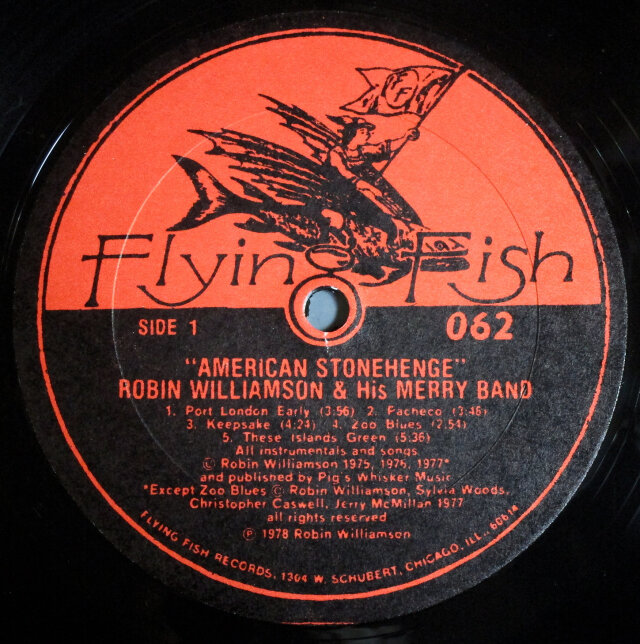 Flying Fish
SIDE 1
062
"AMERICAN STONEHENGE"
ROBIN WILLIAMSON & His MERRY BAND
1. Port London Early (3:56) 2. Pacheco (3:48)
3. Keepsake (4:24) 4. Zoo Blues (2:54)
5. These Islands Green (5:36)
All instrumentals and songs
© Robin Williamson 1975, 1976, 1977*
and published by Pig's Whisker Music
*Except Zoo Blues © Robin Williamson, Sylvia Woods,
Christopher Caswell, Jerry McMillan 1977
all rights reserved
℗ 1978 Robin Williamson
FLYING FISH RECORDS, 1304 W. SCHUBERT, CHICAGO, ILL., 60614